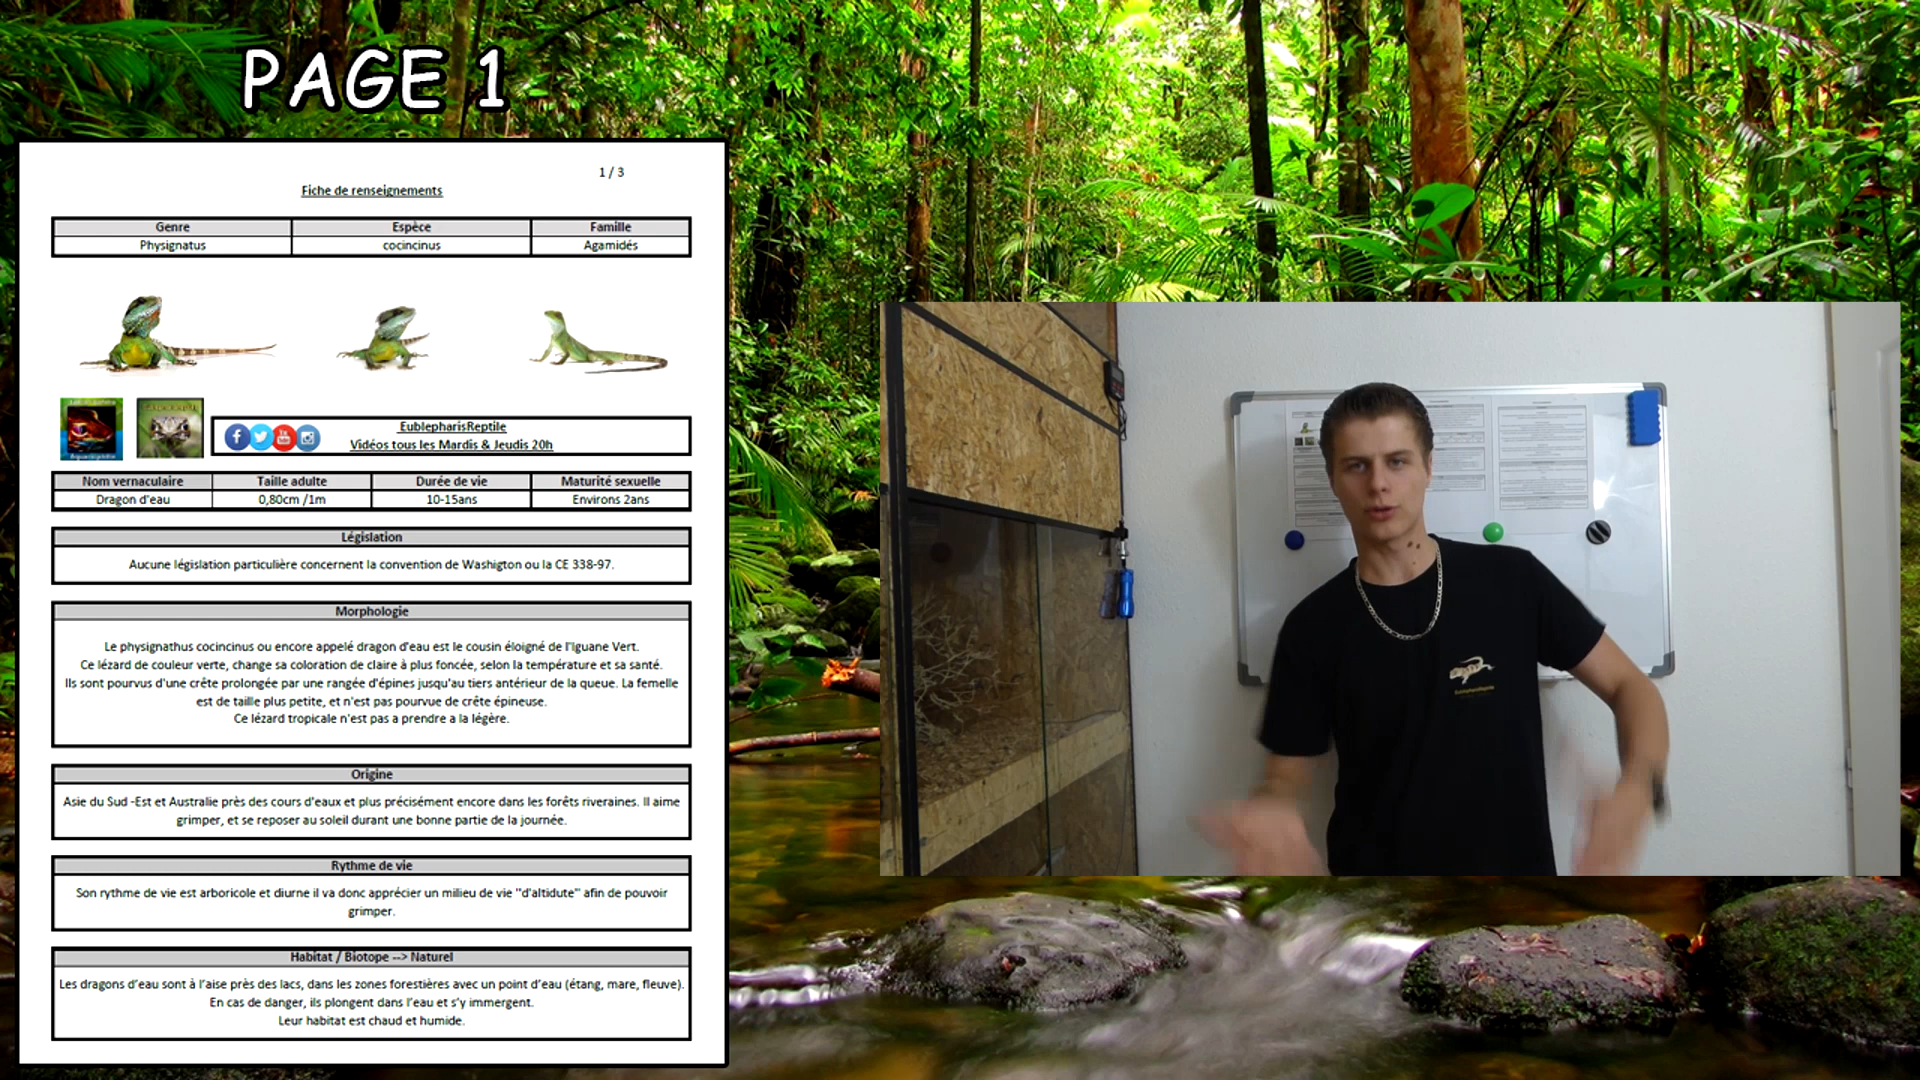 PAGE 1
1 / 3
Fiche de renseignements
Genre Espèce Famille
Physignatus cocincinus Agamidés
EublepharisReptile
Vidéos tous les Mardis & Jeudis 20h
Nom vernaculaire Taille adulte Durée de vie Maturité sexuelle
Dragon d'eau 0,80cm /1m 10-15ans Environs 2ans
Législation
Aucune législation particulière concernent la convention de Washigton ou la CE 338-97.
Morphologie
Le physignathus cocincinus ou encore appelé dragon d'eau est le cousin éloigné de l'Iguane Vert.
Ce lézard de couleur verte, change sa coloration de claire à plus foncée, selon la température et sa santé.
Ils sont pourvus d'une crête prolongée par une rangée d'épines jusqu'au tiers antérieur de la queue. La femelle
est de taille plus petite, et n'est pas pourvue de crête épineuse.
Ce lézard tropicale n'est pas a prendre a la légère.
Origine
Asie du Sud -Est et Australie près des cours d'eaux et plus précisément encore dans les forêts riveraines. Il aime
grimper, et se reposer au soleil durant une bonne partie de la journée.
Rythme de vie
Son rythme de vie est arboricole et diurne il va donc apprécier un milieu de vie "d'altidute" afin de pouvoir
grimper.
Habitat / Biotope --> Naturel
Les dragons d'eau sont à l'aise près des lacs, dans les zones forestières avec un point d'eau (étang, mare, fleuve).
En cas de danger, ils plongent dans l'eau et s'y immergent.
Leur habitat est chaud et humide.